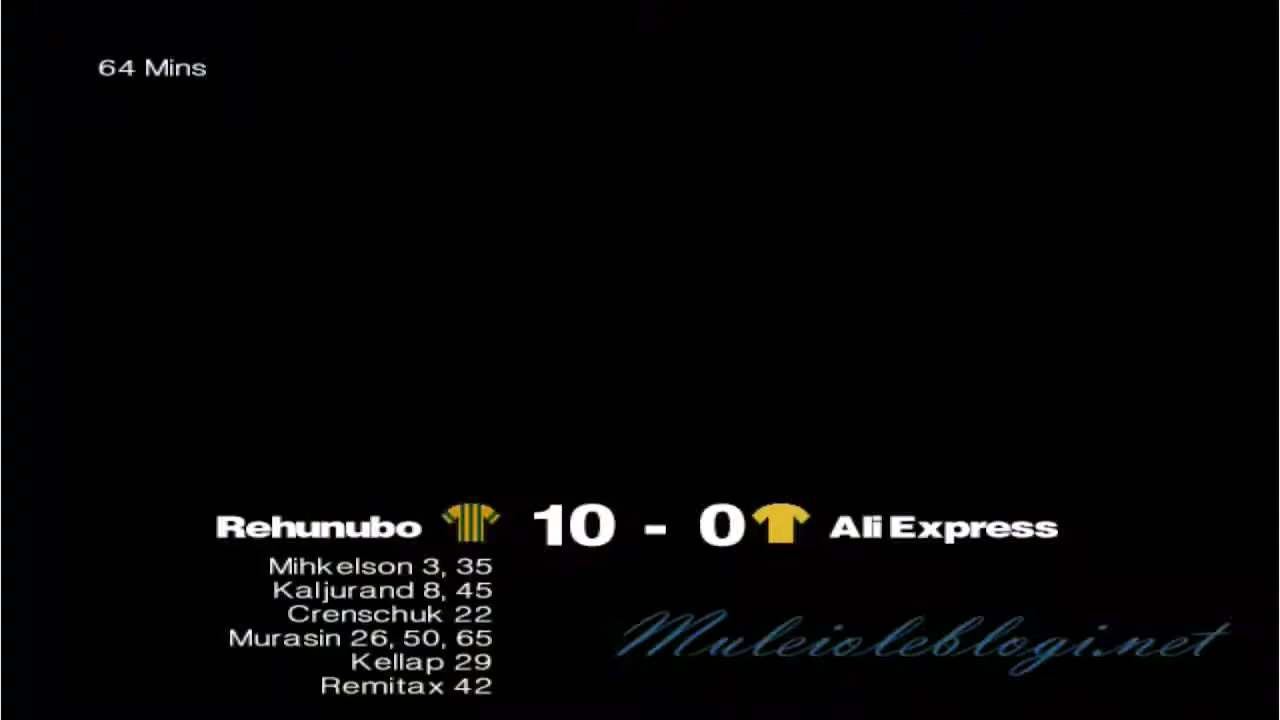 64 Mins
Rehunubo 10 - 0 Ali Express
Mihkelson 3, 35
Kaljurand 8, 45
Crenschuk 22
Murasin 26, 50, 65
Kellap 29
Remitax 42
Muleioleblogi.net